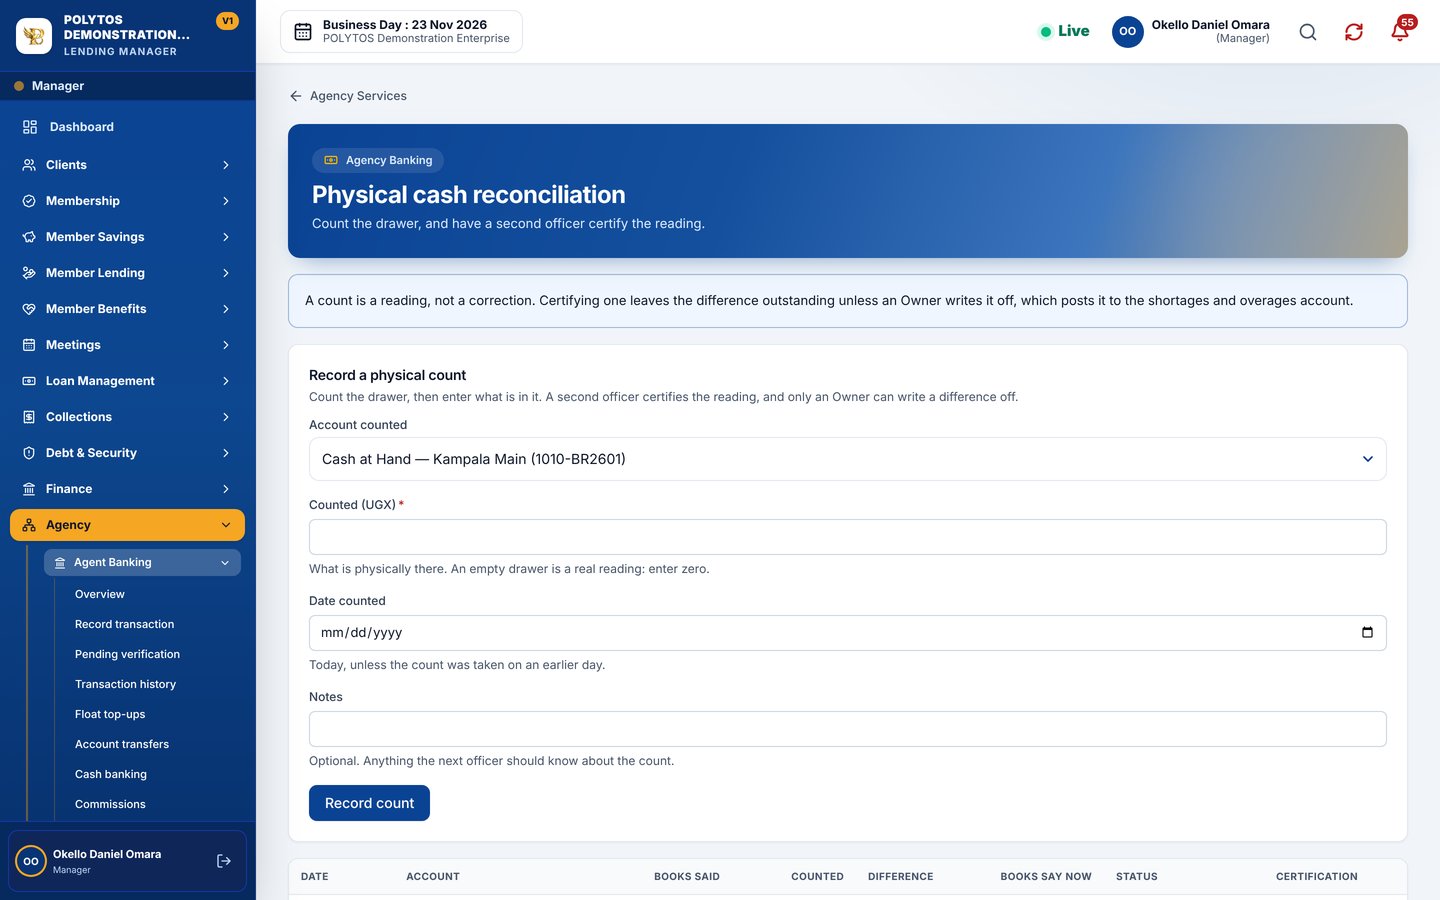 POLYTOS
DEMONSTRATION...
LENDING MANAGER
V1
Manager
Dashboard
Clients
Membership
Member Savings
Member Lending
Member Benefits
Meetings
Loan Management
Collections
Debt & Security
Finance
Agency
Agent Banking
Overview
Record transaction
Pending verification
Transaction history
Float top-ups
Account transfers
Cash banking
Commissions
OO
Okello Daniel Omara
Manager
Business Day : 23 Nov 2026
POLYTOS Demonstration Enterprise
Live
OO
Okello Daniel Omara
(Manager)
55
Agency Services
Agency Banking
Physical cash reconciliation
Count the drawer, and have a second officer certify the reading.
A count is a reading, not a correction. Certifying one leaves the difference outstanding unless an Owner writes it off, which posts it to the shortages and overages account.
Record a physical count
Count the drawer, then enter what is in it. A second officer certifies the reading, and only an Owner can write a difference off.
Account counted
Cash at Hand — Kampala Main (1010-BR2601)
Counted (UGX) *
What is physically there. An empty drawer is a real reading: enter zero.
Date counted
mm/dd/yyyy
Today, unless the count was taken on an earlier day.
Notes
Optional. Anything the next officer should know about the count.
Record count
DATE ACCOUNT BOOKS SAID COUNTED DIFFERENCE BOOKS SAY NOW STATUS CERTIFICATION